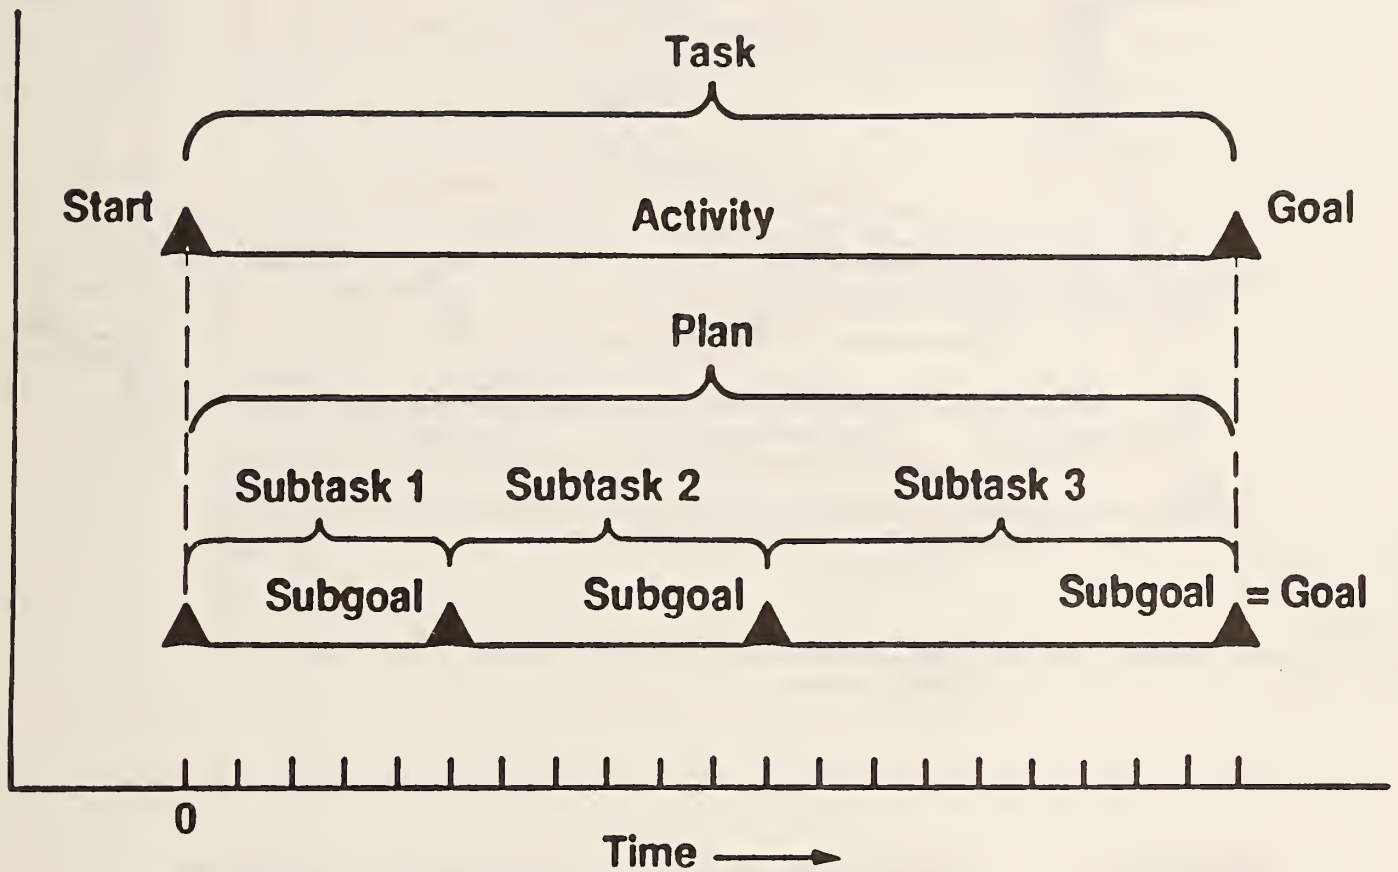 Task
Start Activity Goal
Plan
Subtask 1 Subtask 2 Subtask 3
Subgoal Subgoal Subgoal = Goal
0
Time